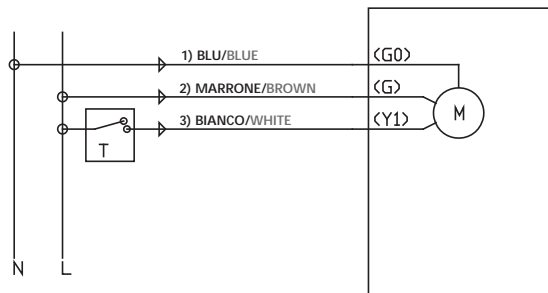 1) BLU/BLUE (G0)
2) MARRONE/BROWN (G)
3) BIANCO/WHITE (Y1)
M
T
N L